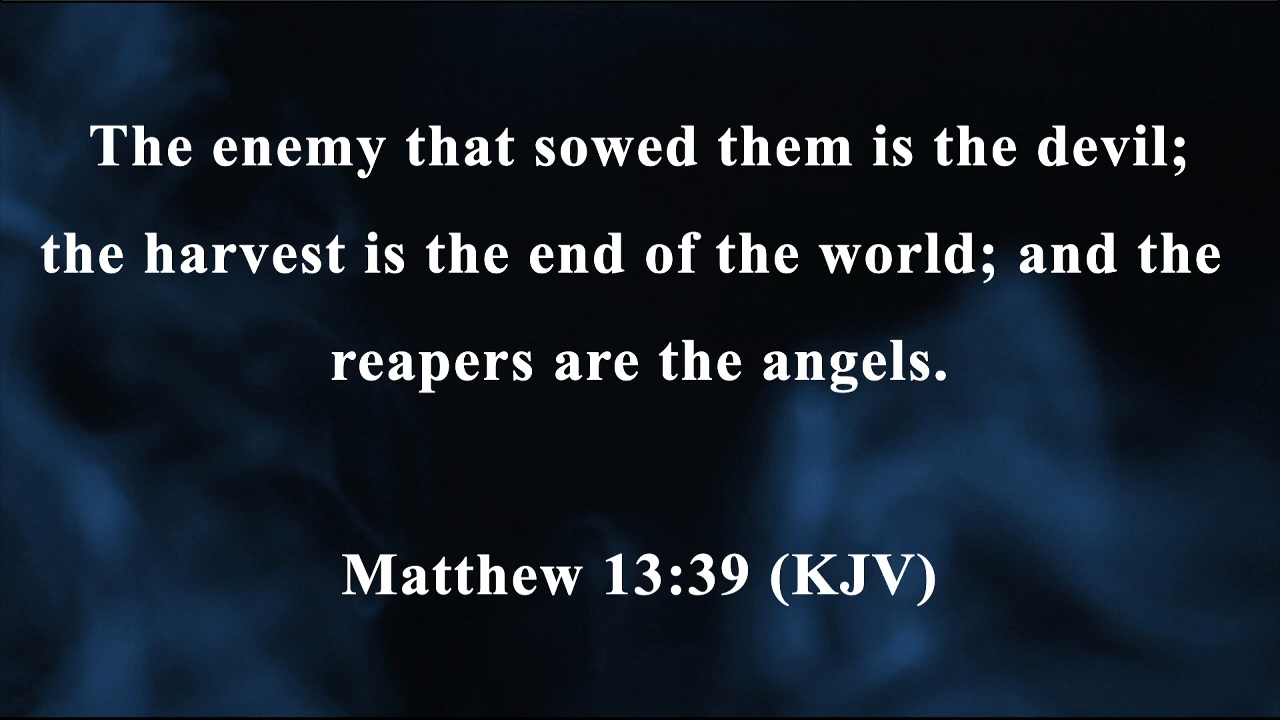 The enemy that sowed them is the devil;
the harvest is the end of the world; and the
reapers are the angels.
Matthew 13:39 (KJV)